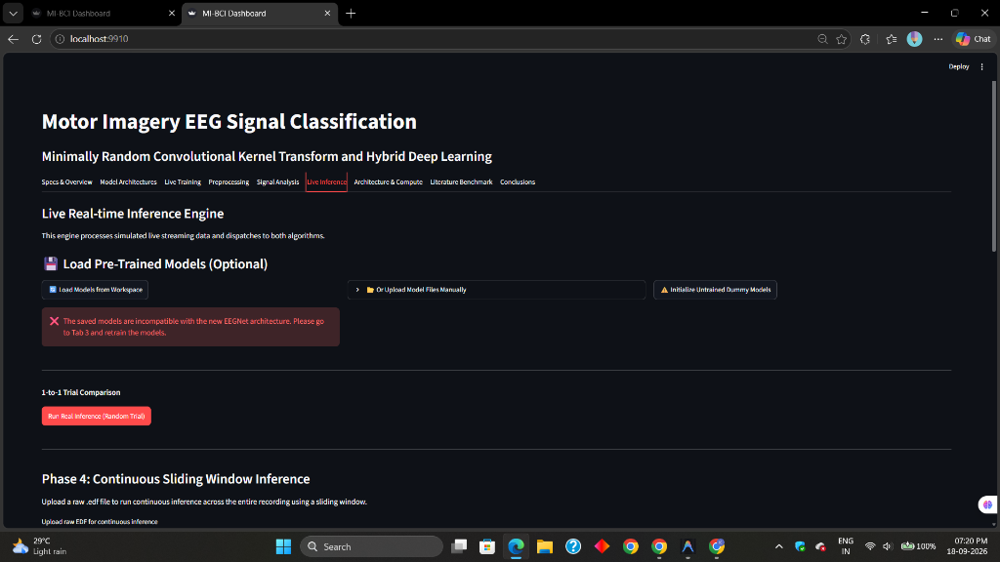 MI-BCI Dashboard
MI-BCI Dashboard
localhost:9910
Chat
Deploy
Motor Imagery EEG Signal Classification
Minimally Random Convolutional Kernel Transform and Hybrid Deep Learning
Specs & Overview Model Architectures Live Training Preprocessing Signal Analysis Live Inference Architecture & Compute Literature Benchmark Conclusions
Live Real-time Inference Engine
This engine processes simulated live streaming data and dispatches to both algorithms.
Load Pre-Trained Models (Optional)
Load Models from Workspace
Or Upload Model Files Manually
Initialize Untrained Dummy Models
The saved models are incompatible with the new EEGNet architecture. Please go
to Tab 3 and retrain the models.
1-to-1 Trial Comparison
Run Real Inference (Random Trial)
Phase 4: Continuous Sliding Window Inference
Upload a raw .edf file to run continuous inference across the entire recording using a sliding window.
Upload raw EDF for continuous inference
29°C
Light rain
Search
ENG
IN
100%
07:20 PM
18-09-2026